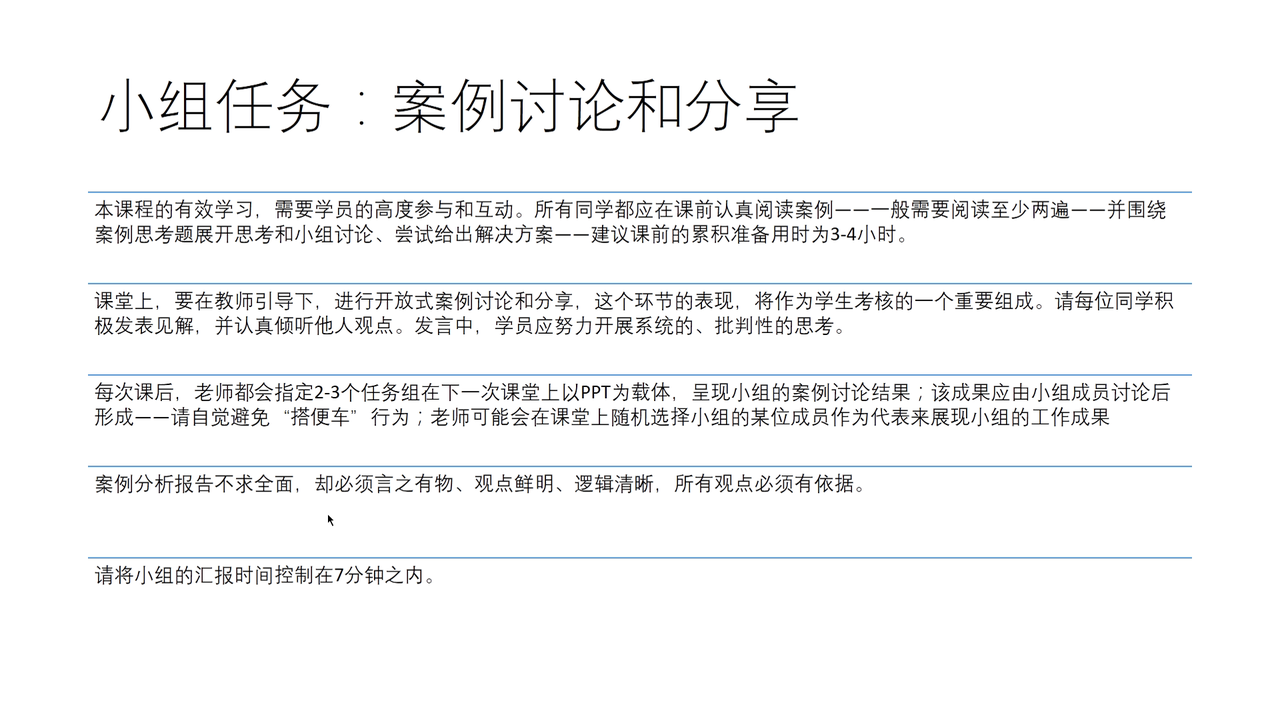 小组任务：案例讨论和分享
本课程的有效学习，需要学员的高度参与和互动。所有同学都应在课前认真阅读案例——一般需要阅读至少两遍——并围绕
案例思考题展开思考和小组讨论、尝试给出解决方案——建议课前的累积准备用时为3-4小时。
课堂上，要在教师引导下，进行开放式案例讨论和分享，这个环节的表现，将作为学生考核的一个重要组成。请每位同学积
极发表见解，并认真倾听他人观点。发言中，学员应努力开展系统的、批判性的思考。
每次课后，老师都会指定2-3个任务组在下一次课堂上以PPT为载体，呈现小组的案例讨论结果；该成果应由小组成员讨论后
形成——请自觉避免“搭便车”行为；老师可能会在课堂上随机选择小组的某位成员作为代表来展现小组的工作成果
案例分析报告不求全面，却必须言之有物、观点鲜明、逻辑清晰，所有观点必须有依据。
请将小组的汇报时间控制在7分钟之内。